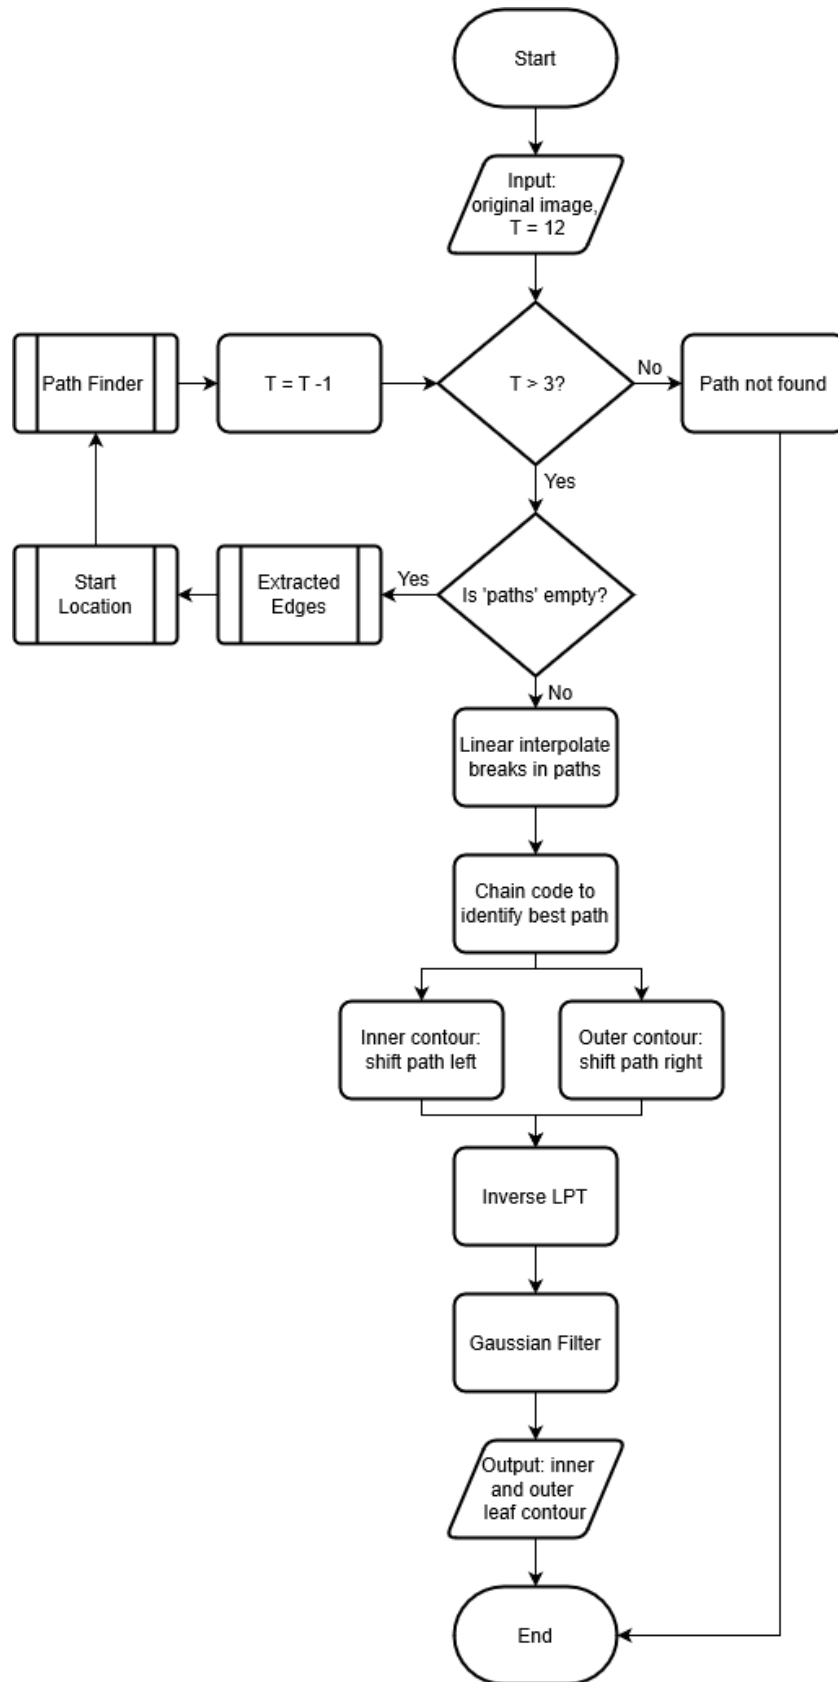 Start
Input:
original image,
T = 12
Path Finder
T = T -1
T > 3?
No
Path not found
Yes
Start
Location
Extracted
Edges
Yes
Is 'paths' empty?
No
Linear interpolate
breaks in paths
Chain code to
identify best path
Inner contour:
shift path left
Outer contour:
shift path right
Inverse LPT
Gaussian Filter
Output: inner
and outer
leaf contour
End